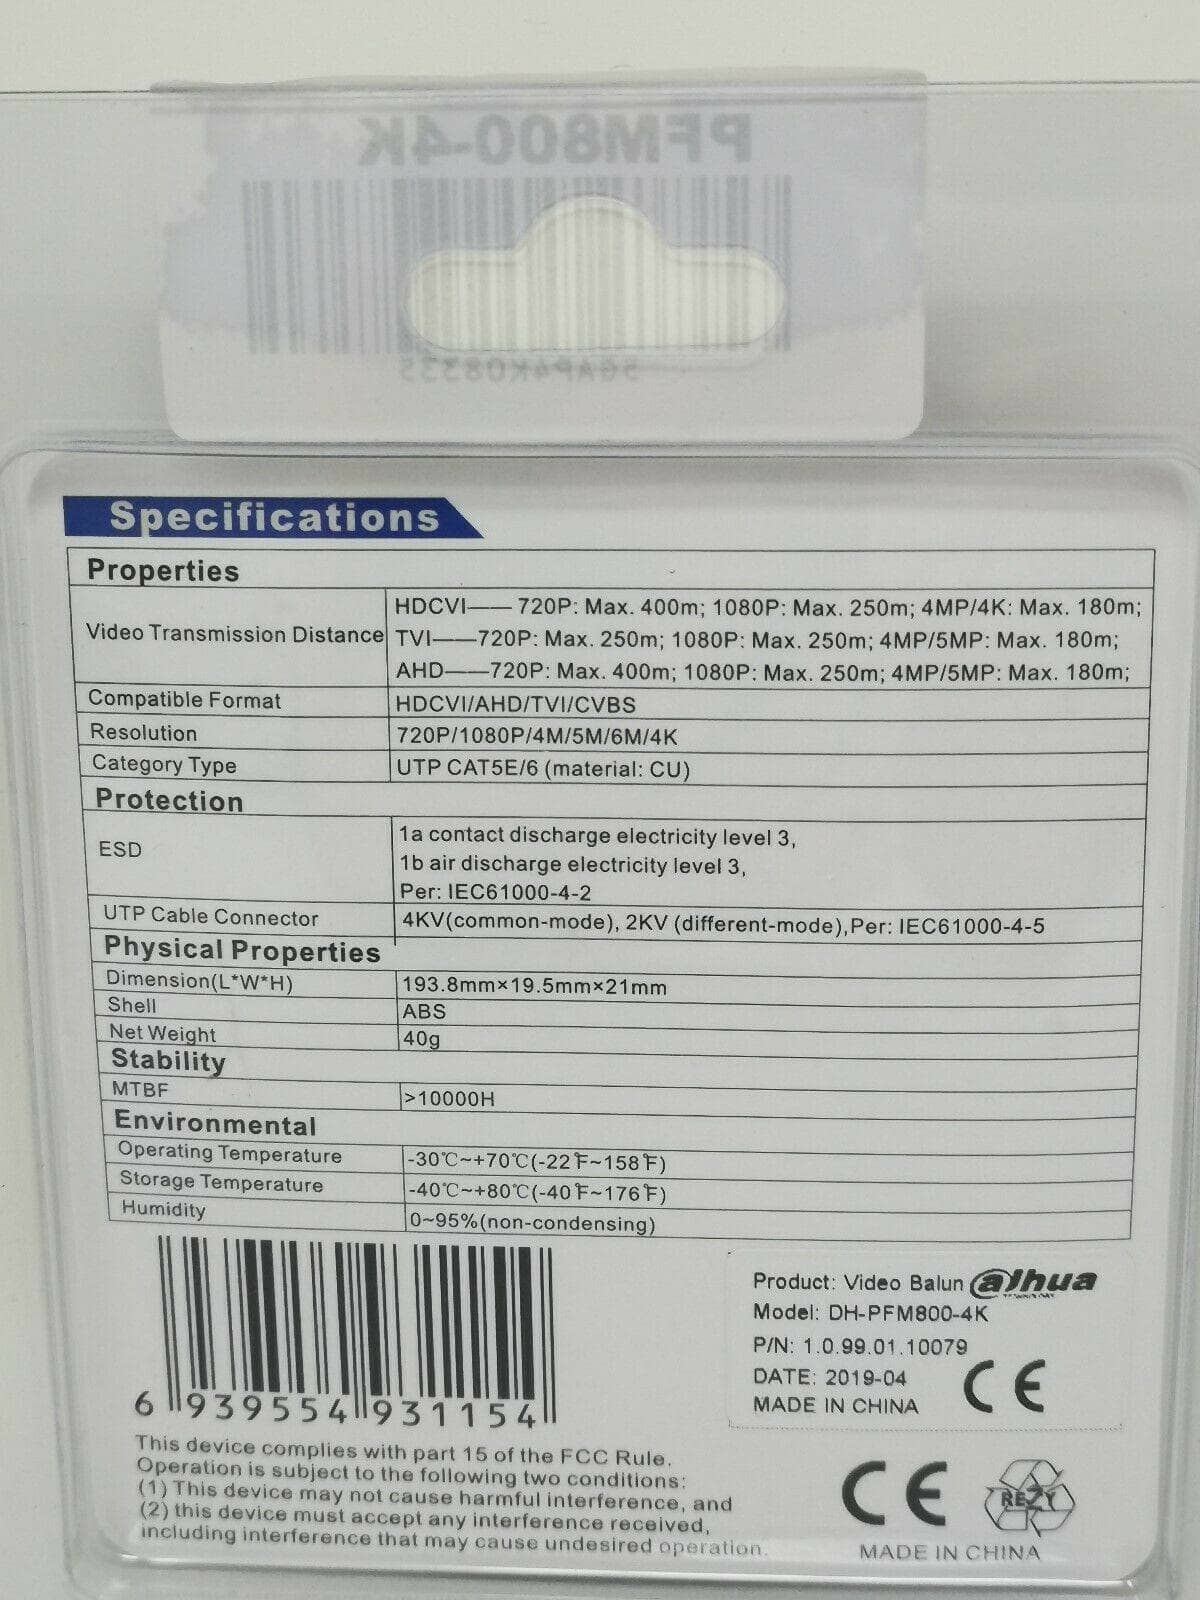 PFM800-4K
5GAP4K08335
Specifications
Properties
Video Transmission Distance
HDCVI—— 720P: Max. 400m; 1080P: Max. 250m; 4MP/4K: Max. 180m;
TVI——720P: Max. 250m; 1080P: Max. 250m; 4MP/5MP: Max. 180m;
AHD——720P: Max. 400m; 1080P: Max. 250m; 4MP/5MP: Max. 180m;
Compatible Format HDCVI/AHD/TVI/CVBS
Resolution 720P/1080P/4M/5M/6M/4K
Category Type UTP CAT5E/6 (material: CU)
Protection
ESD
1a contact discharge electricity level 3,
1b air discharge electricity level 3,
Per: IEC61000-4-2
UTP Cable Connector 4KV(common-mode), 2KV (different-mode),Per: IEC61000-4-5
Physical Properties
Dimension(L*W*H) 193.8mm×19.5mm×21mm
Shell ABS
Net Weight 40g
Stability
MTBF >10000H
Environmental
Operating Temperature -30℃~+70℃(-22℉~158℉)
Storage Temperature -40℃~+80℃(-40℉~176℉)
Humidity 0~95%(non-condensing)
6 939554 931154
Product: Video Balun alhua
TECHNOLOGY
Model: DH-PFM800-4K
P/N: 1.0.99.01.10079
DATE: 2019-04
MADE IN CHINA
CE
This device complies with part 15 of the FCC Rule.
Operation is subject to the following two conditions:
(1) This device may not cause harmful interference, and
(2) this device must accept any interference received,
including interference that may cause undesired operation.
CE
REZY
MADE IN CHINA